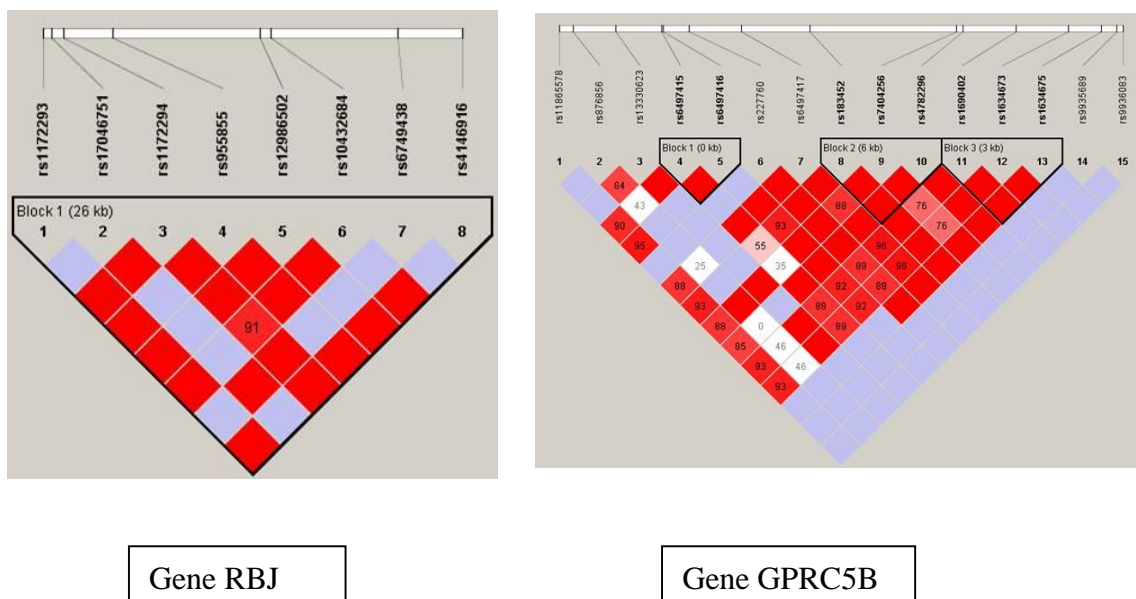 rs1172293 rs17046751 rs1172294 rs955855 rs12986502 rs10432684 rs6749438 rs4146916
Block 1 (26 kb)
1 2 3 4 5 6 7 8
91
Gene RBJ
rs11865578 rs876856 rs13330623 rs6497415 rs6497416 rs227760 rs6497417 rs183452 rs7404256 rs4782296 rs1690402 rs1634673 rs1634675 rs9935689 rs9936083
Block 1 (0 kb) Block 2 (6 kb) Block 3 (3 kb)
1 2 3 4 5 6 7 8 9 10 11 12 13 14 15
84
43 88 76
90 93 76
95 55 96
25 35 89 96
88 92 89
93 89 92
88 0 89
85 46
93 46
93
Gene GPRC5B